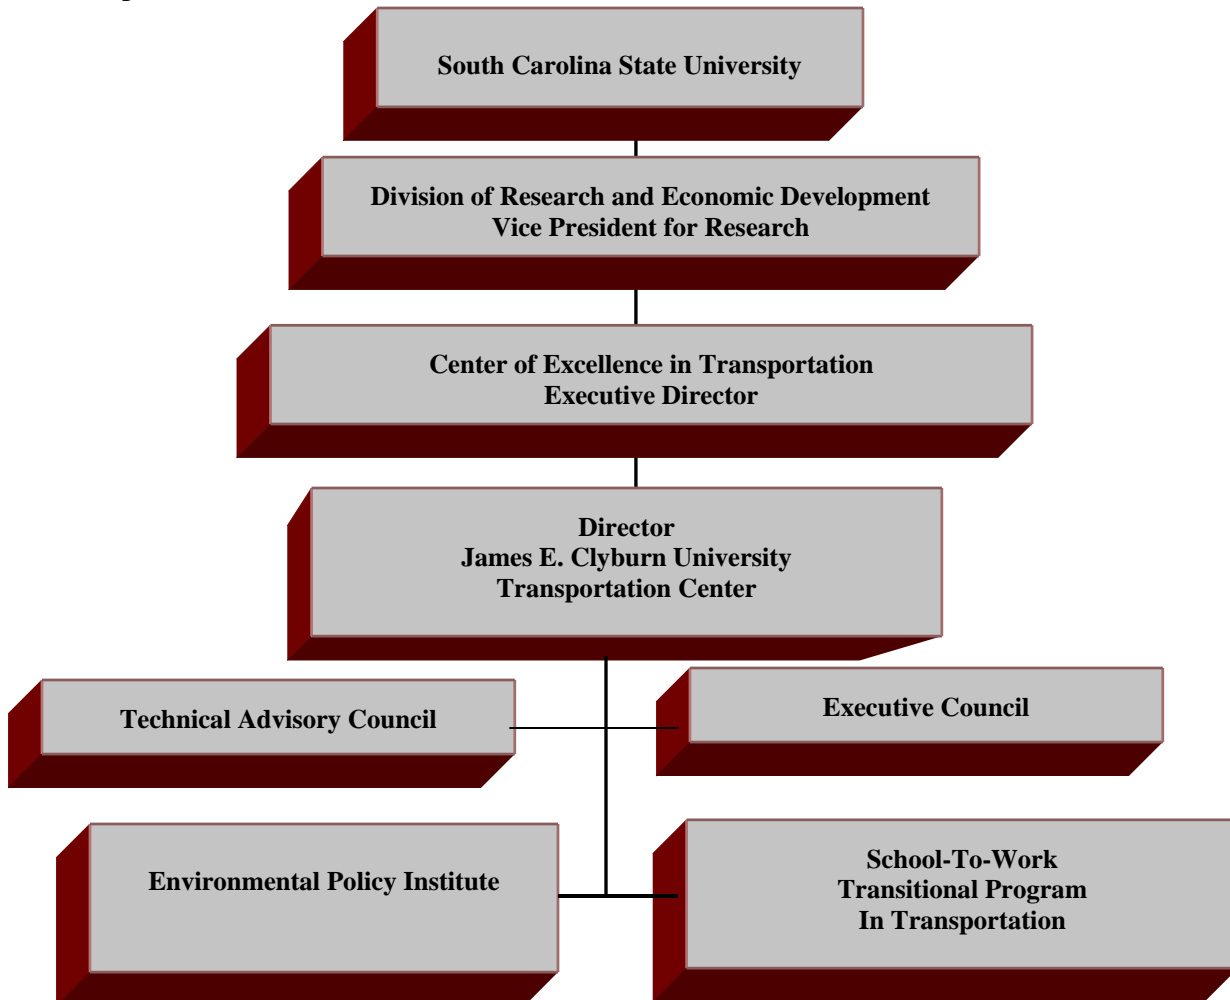 South Carolina State University
Division of Research and Economic Development
Vice President for Research
Center of Excellence in Transportation
Executive Director
Director
James E. Clyburn University
Transportation Center
Technical Advisory Council
Executive Council
Environmental Policy Institute
School-To-Work
Transitional Program
In Transportation